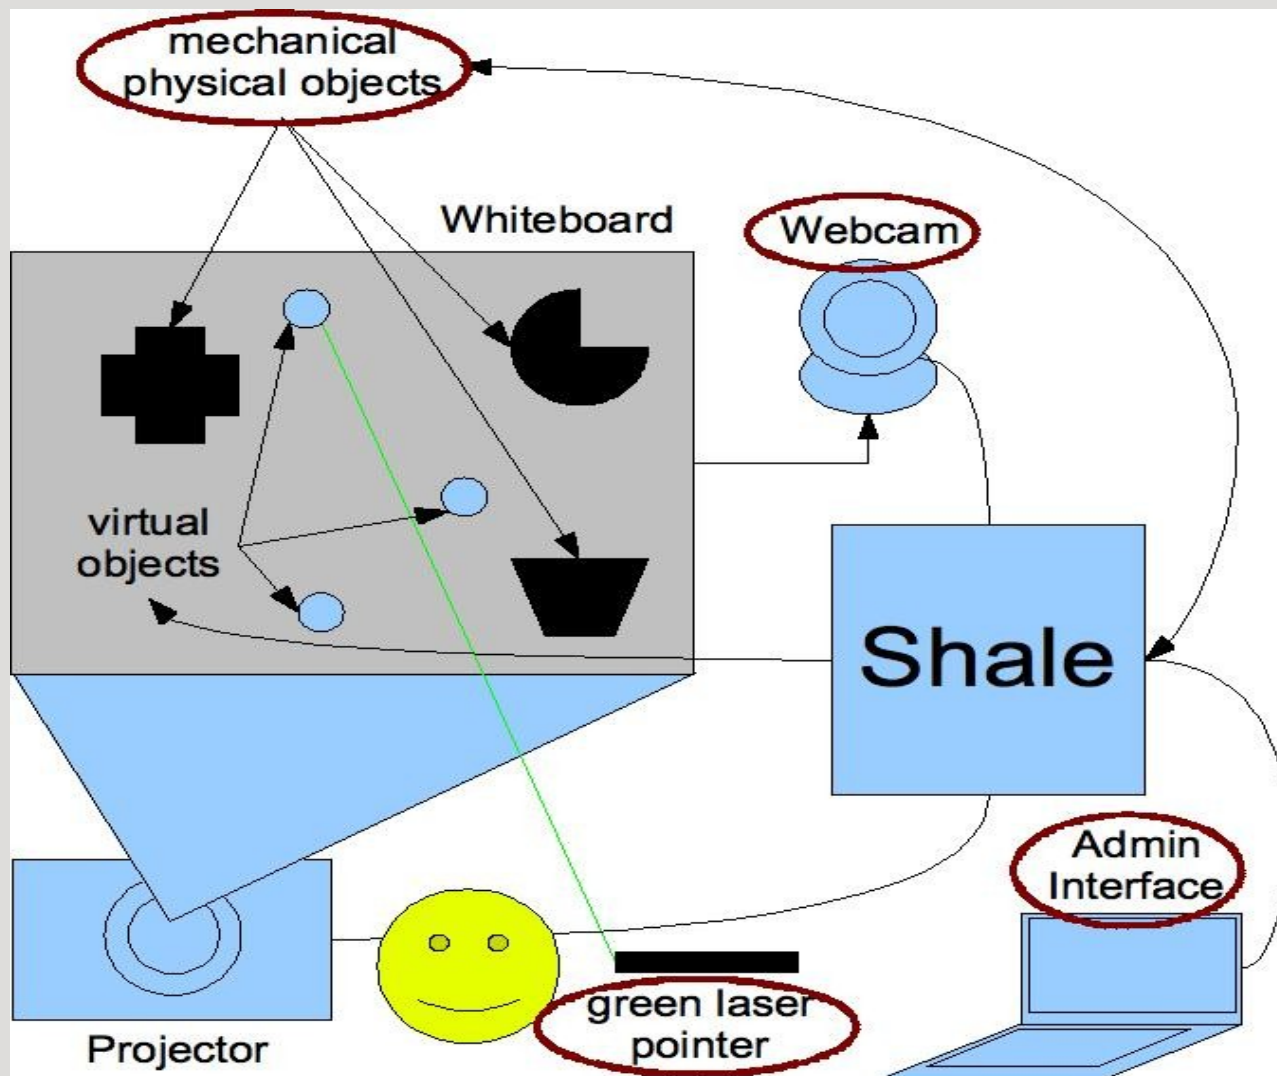 mechanical
physical objects
Whiteboard
Webcam
virtual
objects
Shale
Admin
Interface
green laser
pointer
Projector